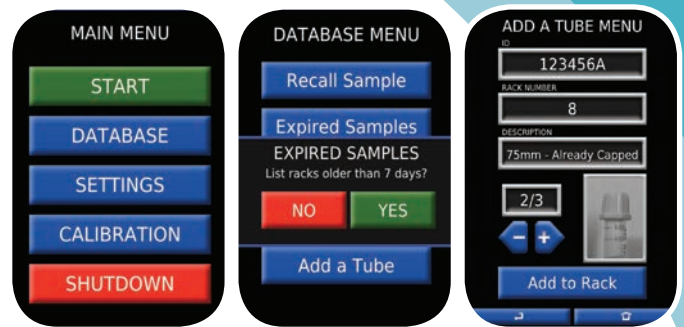 MAIN MENU
START
DATABASE
SETTINGS
CALIBRATION
SHUTDOWN
DATABASE MENU
Recall Sample
Expired Samples
EXPIRED SAMPLES
List racks older than 7 days?
NO
YES
Add a Tube
ADD A TUBE MENU
ID
123456A
RACK NUMBER
8
DESCRIPTION
75mm - Already Capped
2/3
- +
Add to Rack